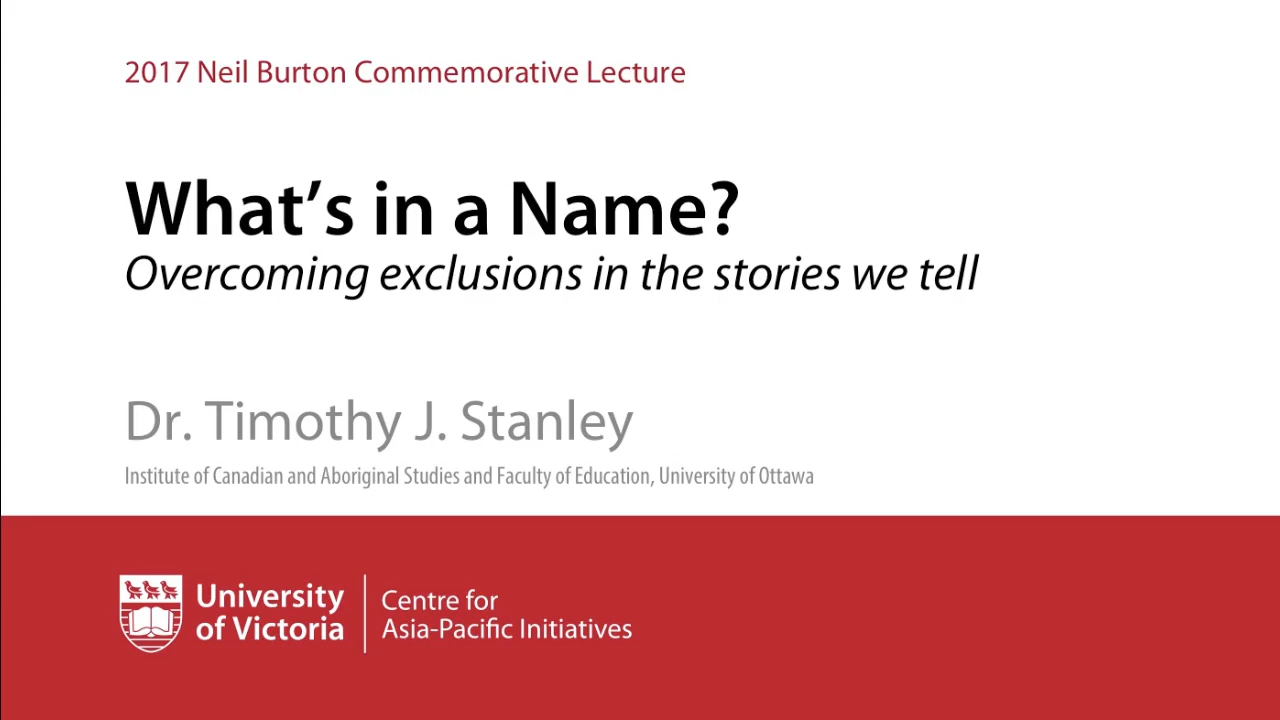 2017 Neil Burton Commemorative Lecture
What’s in a Name?
Overcoming exclusions in the stories we tell
Dr. Timothy J. Stanley
Institute of Canadian and Aboriginal Studies and Faculty of Education, University of Ottawa
University
of Victoria
Centre for
Asia-Pacific Initiatives